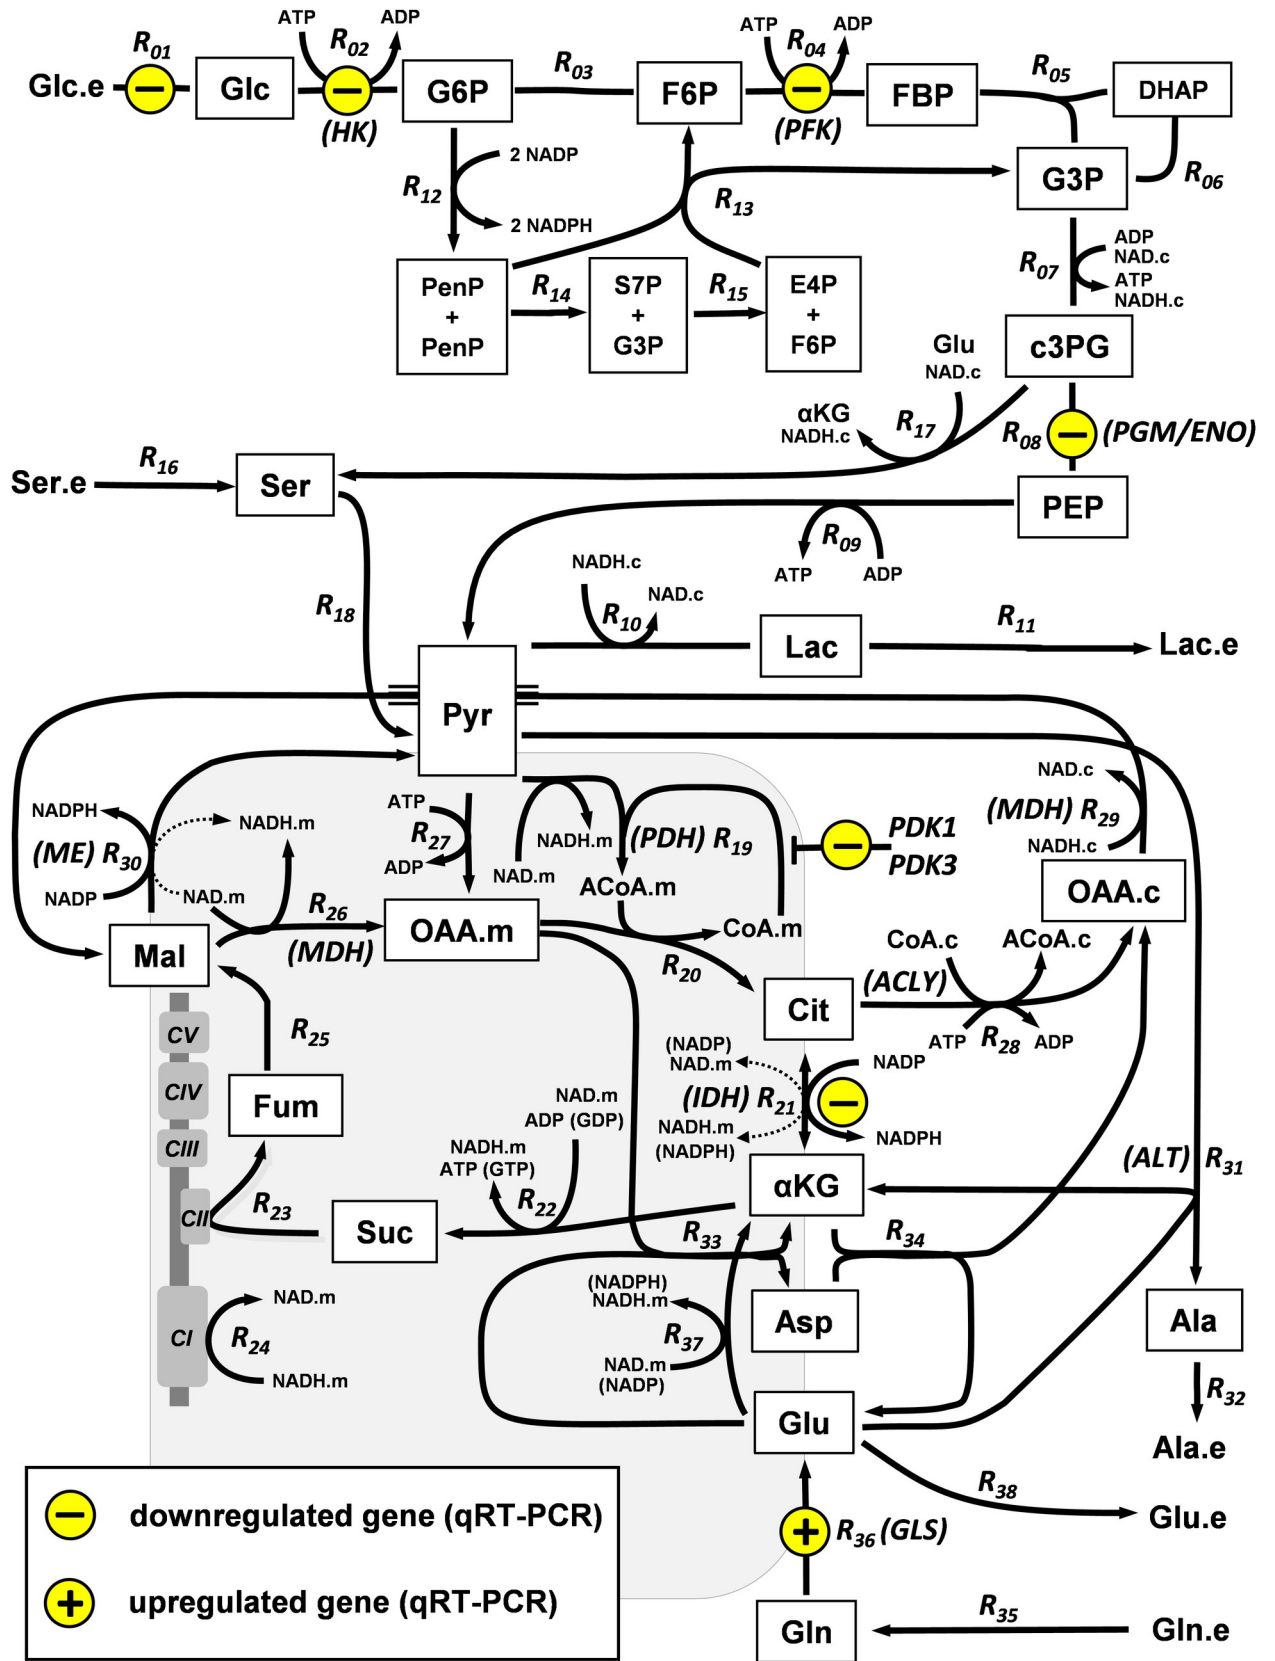 ATP
ADP
ATP
ADP
R01
R02
R03
R04
R05
Glc.e
Glc
G6P
F6P
FBP
DHAP
(HK)
(PFK)
2 NADP
R12
2 NADPH
R13
G3P
R06
ADP
NAD.c
R07
ATP
NADH.c
PenP
+
PenP
R14
S7P
+
G3P
R15
E4P
+
F6P
Glu
NAD.c
c3PG
αKG
NADH.c
R17
R08
(PGM/ENO)
R16
Ser.e
Ser
PEP
R09
ATP
ADP
NADH.c
NAD.c
R18
R10
Lac
R11
Lac.e
Pyr
NAD.c
(MDH) R29
NADH.c
NADPH
NADH.m
(ME) R30
NADP
NAD.m
ATP
R27
ADP
NADH.m
NAD.m
(PDH) R19
PDK1
PDK3
ACoA.m
CoA.m
OAA.c
R26
(MDH)
OAA.m
Mal
R20
CoA.c
ACoA.c
(ACLY)
Cit
ATP
R28
ADP
CV
R25
CIV
Fum
CIII
(NADP)
NAD.m
NADP
(IDH) R21
NADH.m
(NADPH)
NADPH
NAD.m
ADP (GDP)
NADH.m
ATP (GTP)
R22
αKG
(ALT)
R31
CII
R23
Suc
R33
R34
(NADPH)
NADH.m
Asp
Ala
CI
NAD.m
R24
NADH.m
R37
NAD.m
(NADP)
R32
Glu
Ala.e
R38
Glu.e
R36 (GLS)
R35
Gln
Gln.e
− downregulated gene (qRT-PCR)
+ upregulated gene (qRT-PCR)